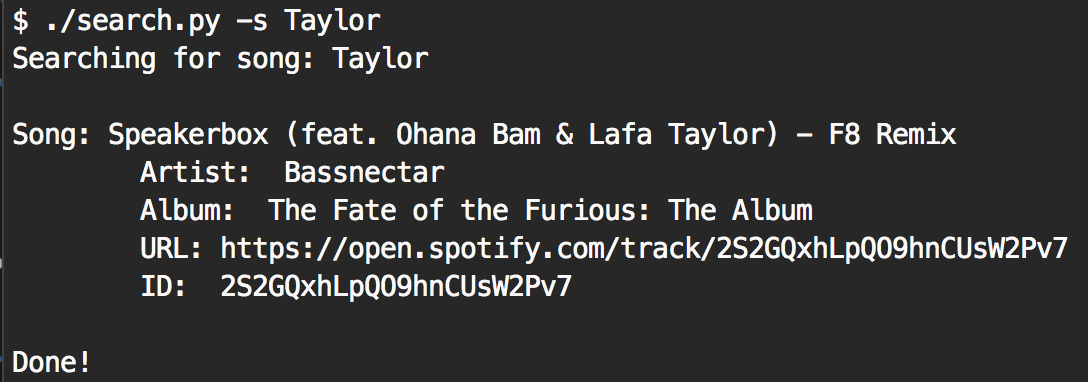 $ ./search.py -s Taylor
Searching for song: Taylor
Song: Speakerbox (feat. Ohana Bam & Lafa Taylor) - F8 Remix
Artist: Bassnectar
Album: The Fate of the Furious: The Album
URL: https://open.spotify.com/track/2S2GQxhLpQO9hnCUsW2Pv7
ID: 2S2GQxhLpQO9hnCUsW2Pv7
Done!